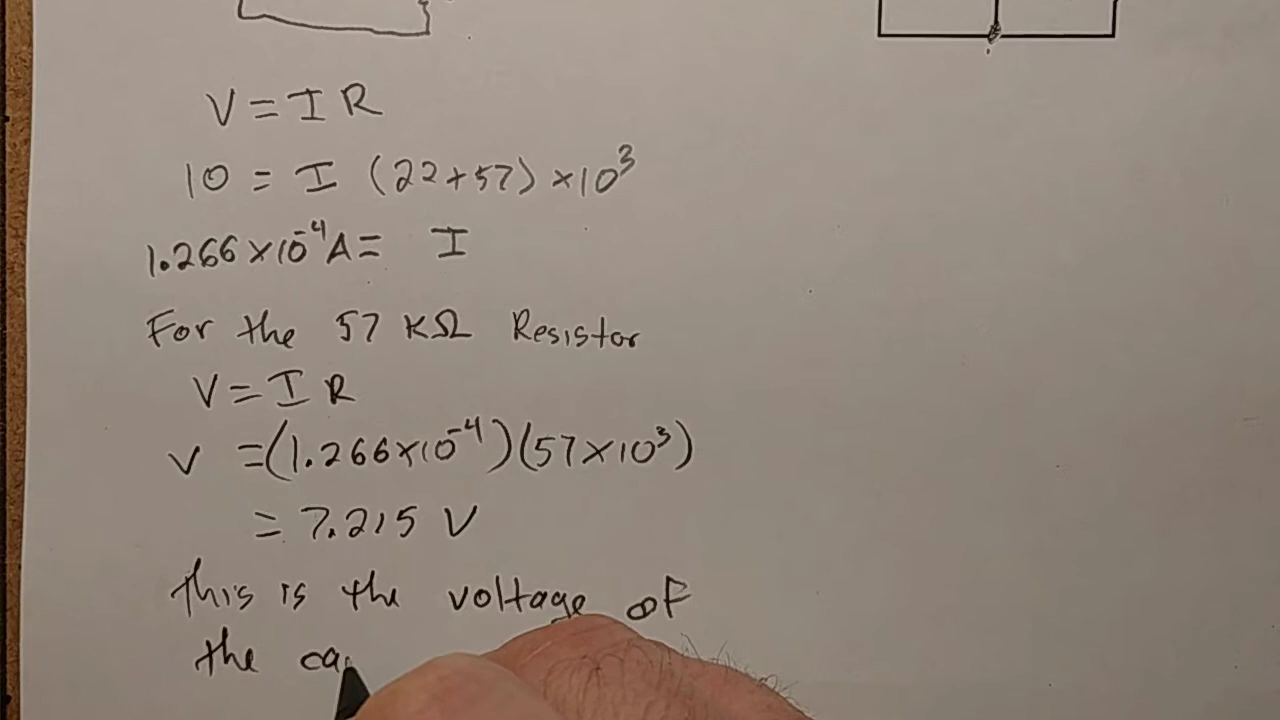 V = I R
10 = I (22+57) ×10³
1.266×10⁻⁴A = I
For the 57 KΩ Resistor
V = I R
V =(1.266×10⁻⁴)(57×10³)
= 7.215 V
this is the voltage of
the ca